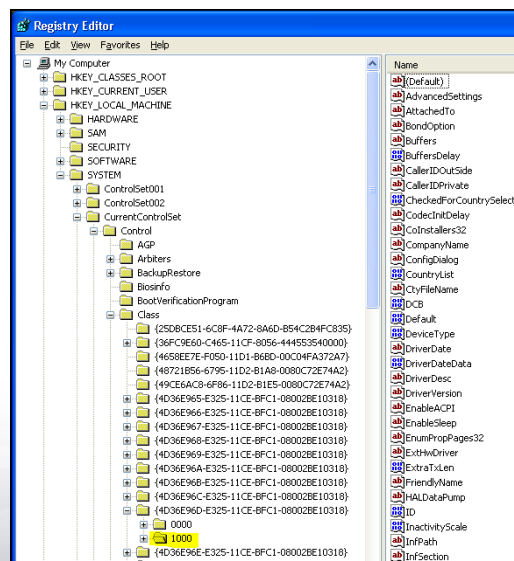 Registry Editor
File Edit View Favorites Help
My Computer
HKEY_CLASSES_ROOT
HKEY_CURRENT_USER
HKEY_LOCAL_MACHINE
HARDWARE
SAM
SECURITY
SOFTWARE
SYSTEM
ControlSet001
ControlSet002
CurrentControlSet
Control
AGP
Arbiters
BackupRestore
Biosinfo
BootVerificationProgram
Class
{25DBCE51-6C8F-4A72-8A6D-B54C2B4FC835}
{36FC9E60-C465-11CF-8056-444553540000}
{4658EE7E-F050-11D1-B6BD-00C04FA372A7}
{48721B56-6795-11D2-B1A8-0080C72E74A2}
{49CE6AC8-6F86-11D2-B1E5-0080C72E74A2}
{4D36E965-E325-11CE-BFC1-08002BE10318}
{4D36E966-E325-11CE-BFC1-08002BE10318}
{4D36E967-E325-11CE-BFC1-08002BE10318}
{4D36E968-E325-11CE-BFC1-08002BE10318}
{4D36E969-E325-11CE-BFC1-08002BE10318}
{4D36E96A-E325-11CE-BFC1-08002BE10318}
{4D36E96B-E325-11CE-BFC1-08002BE10318}
{4D36E96C-E325-11CE-BFC1-08002BE10318}
{4D36E96D-E325-11CE-BFC1-08002BE10318}
0000
1000
{4D36E96E-E325-11CE-BFC1-08002BE10318}
Name
(Default)
AdvancedSettings
AttachedTo
BondOption
Buffers
BuffersDelay
CallerIDOutSide
CallerIDPrivate
CheckedForCountrySelect
CodecInitDelay
CoInstallers32
CompanyName
ConfigDialog
CountryList
CtyFileName
DCB
Default
DeviceType
DriverDate
DriverDateData
DriverDesc
DriverVersion
EnableACPI
EnableSleep
EnumPropPages32
ExtHwDriver
ExtraTxLen
FriendlyName
HALDataPump
ID
InactivityScale
InfPath
InfSection